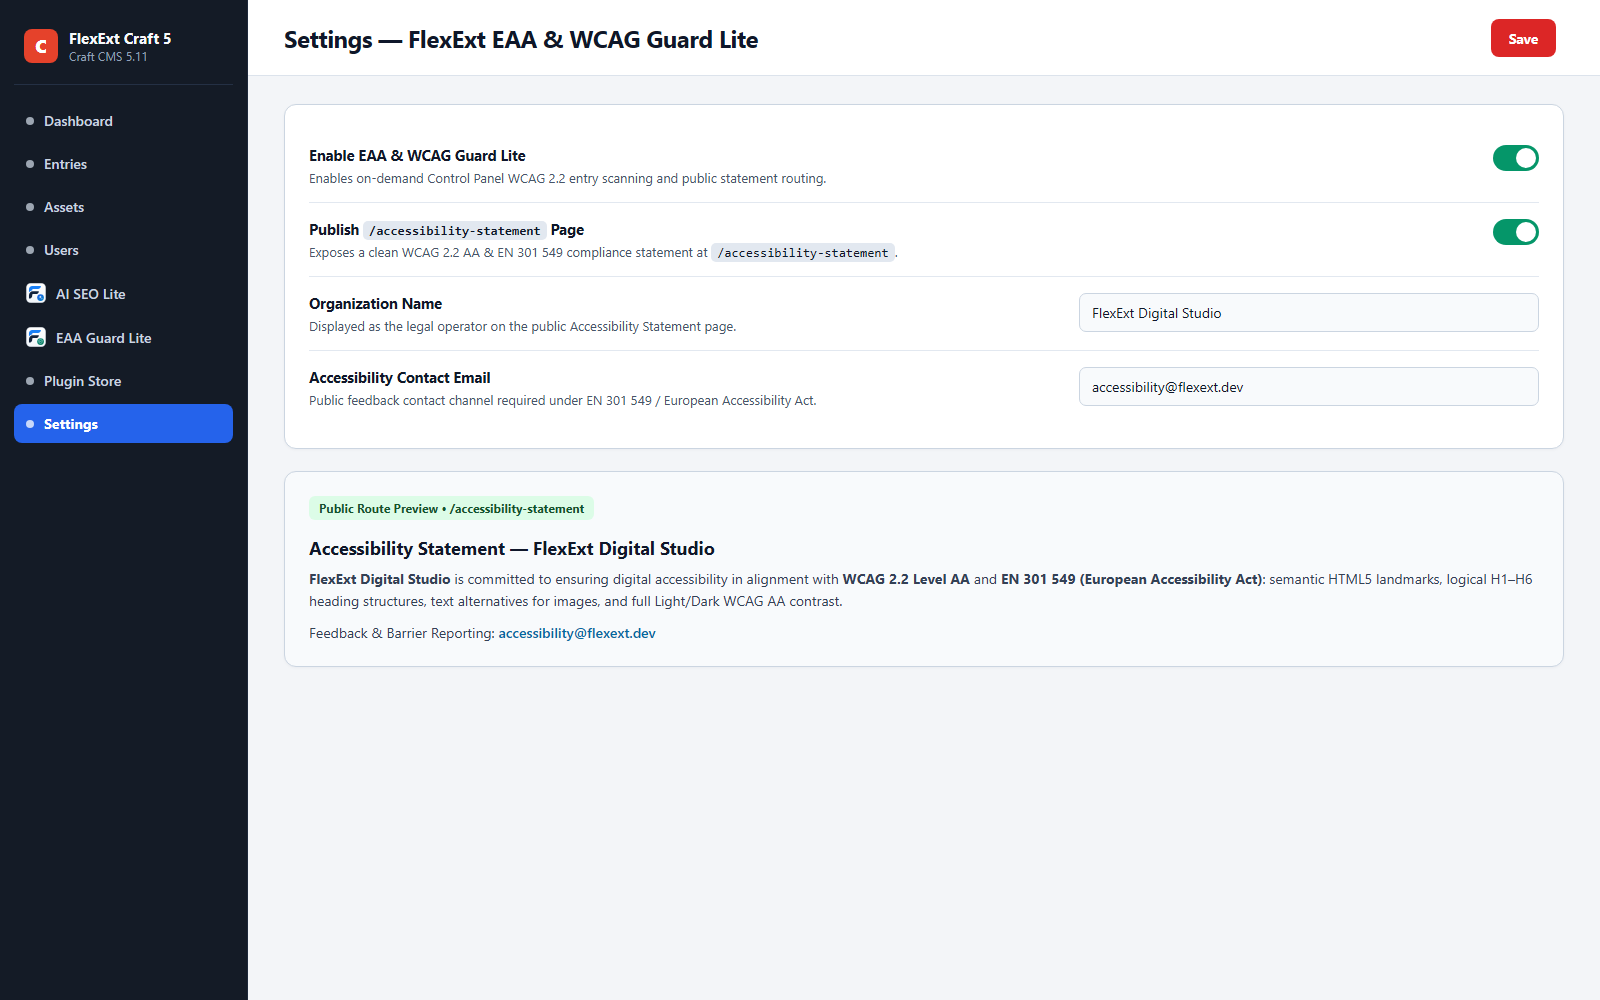 C
FlexExt Craft 5
Craft CMS 5.11
Dashboard
Entries
Assets
Users
AI SEO Lite
EAA Guard Lite
Plugin Store
Settings
Settings — FlexExt EAA & WCAG Guard Lite
Save
Enable EAA & WCAG Guard Lite
Enables on-demand Control Panel WCAG 2.2 entry scanning and public statement routing.
Publish /accessibility-statement Page
Exposes a clean WCAG 2.2 AA & EN 301 549 compliance statement at /accessibility-statement.
Organization Name
Displayed as the legal operator on the public Accessibility Statement page.
FlexExt Digital Studio
Accessibility Contact Email
Public feedback contact channel required under EN 301 549 / European Accessibility Act.
accessibility@flexext.dev
Public Route Preview • /accessibility-statement
Accessibility Statement — FlexExt Digital Studio
FlexExt Digital Studio is committed to ensuring digital accessibility in alignment with WCAG 2.2 Level AA and EN 301 549 (European Accessibility Act): semantic HTML5 landmarks, logical H1–H6
heading structures, text alternatives for images, and full Light/Dark WCAG AA contrast.
Feedback & Barrier Reporting: accessibility@flexext.dev